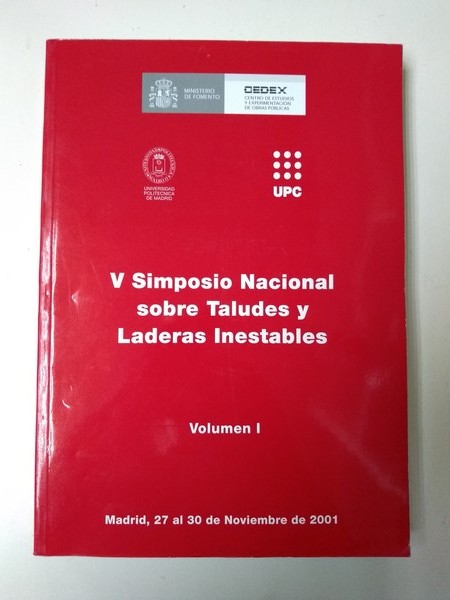 MINISTERIO
DE FOMENTO
CEDEX
CENTRO DE ESTUDIOS
Y EXPERIMENTACIÓN
DE OBRAS PÚBLICAS
UNIVERSIDAD
POLITECNICA
DE MADRID
UPC
V Simposio Nacional
sobre Taludes y
Laderas Inestables
Volumen I
Madrid, 27 al 30 de Noviembre de 2001